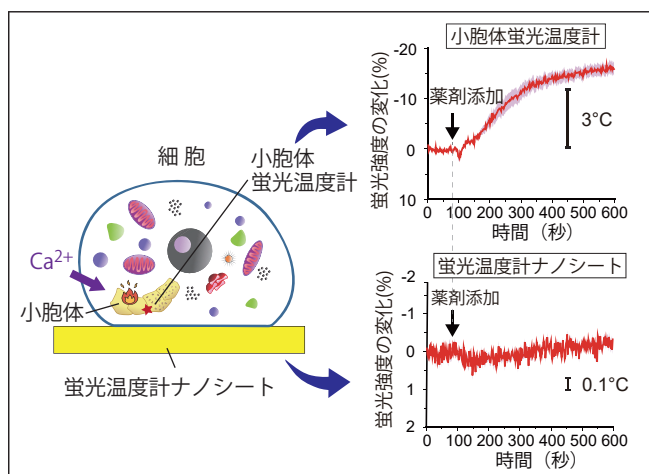 細 胞
小胞体
蛍光温度計
Ca²⁺
小胞体
蛍光温度計ナノシート
小胞体蛍光温度計
蛍光強度の変化(%)
-20
-10
0
10
薬剤添加
3°C
0 100 200 300 400 500 600
時間（秒）
蛍光温度計ナノシート
蛍光強度の変化(%)
-2
-1
0
1
2
薬剤添加
0.1°C
0 100 200 300 400 500 600
時間（秒）